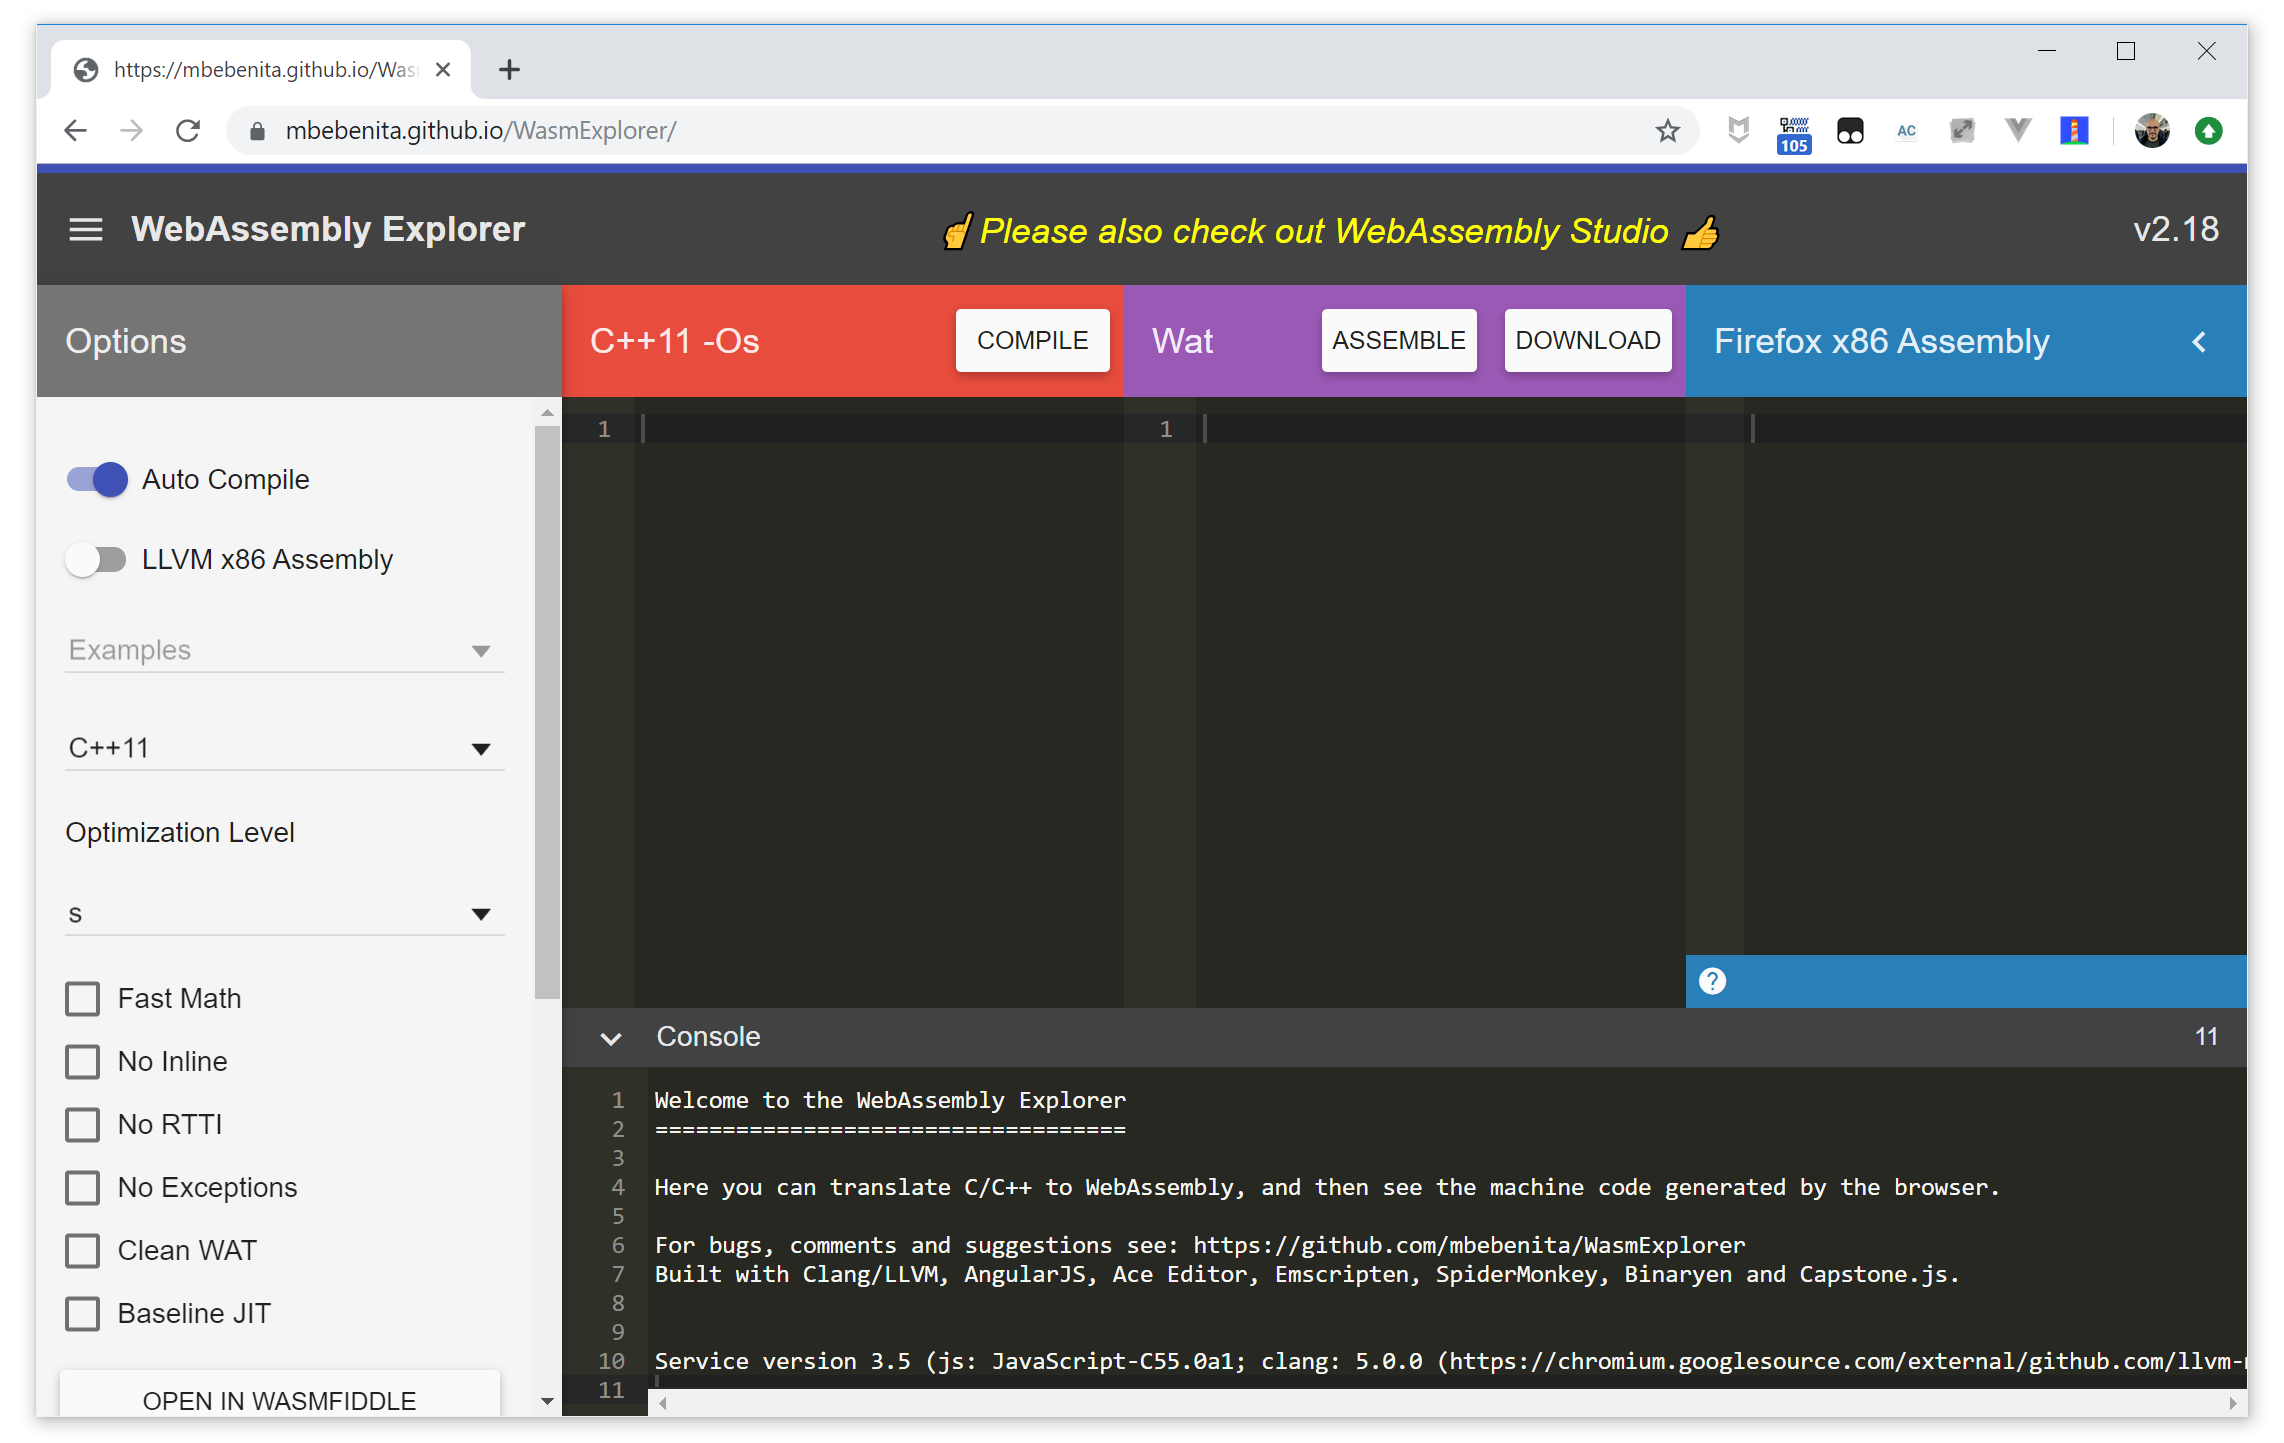 https://mbebenita.github.io/Was
mbebenita.github.io/WasmExplorer/
105
AC
WebAssembly Explorer
Please also check out WebAssembly Studio
v2.18
Options
C++11 -Os
COMPILE
Wat
ASSEMBLE
DOWNLOAD
Firefox x86 Assembly
1
1
Auto Compile
LLVM x86 Assembly
Examples
C++11
Optimization Level
s
Fast Math
No Inline
No RTTI
No Exceptions
Clean WAT
Baseline JIT
OPEN IN WASMFIDDLE
?
Console
11
1 Welcome to the WebAssembly Explorer
2 ===================================
3
4 Here you can translate C/C++ to WebAssembly, and then see the machine code generated by the browser.
5
6 For bugs, comments and suggestions see: https://github.com/mbebenita/WasmExplorer
7 Built with Clang/LLVM, AngularJS, Ace Editor, Emscripten, SpiderMonkey, Binaryen and Capstone.js.
8
9
10 Service version 3.5 (js: JavaScript-C55.0a1; clang: 5.0.0 (https://chromium.googlesource.com/external/github.com/llvm-
11